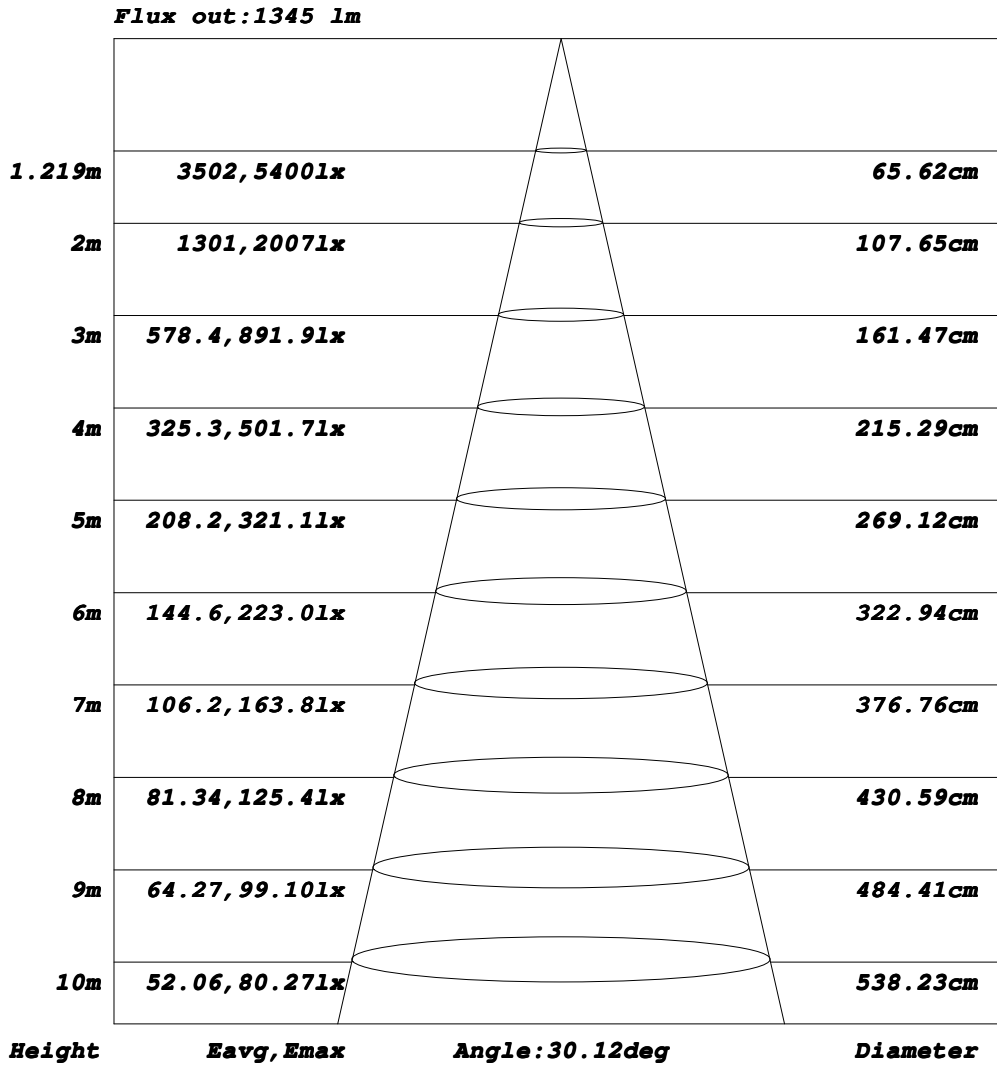 Flux out:1345 lm
1.219m 3502,5400lx 65.62cm
2m 1301,2007lx 107.65cm
3m 578.4,891.9lx 161.47cm
4m 325.3,501.7lx 215.29cm
5m 208.2,321.1lx 269.12cm
6m 144.6,223.0lx 322.94cm
7m 106.2,163.8lx 376.76cm
8m 81.34,125.4lx 430.59cm
9m 64.27,99.10lx 484.41cm
10m 52.06,80.27lx 538.23cm
Height Eavg,Emax Angle:30.12deg Diameter